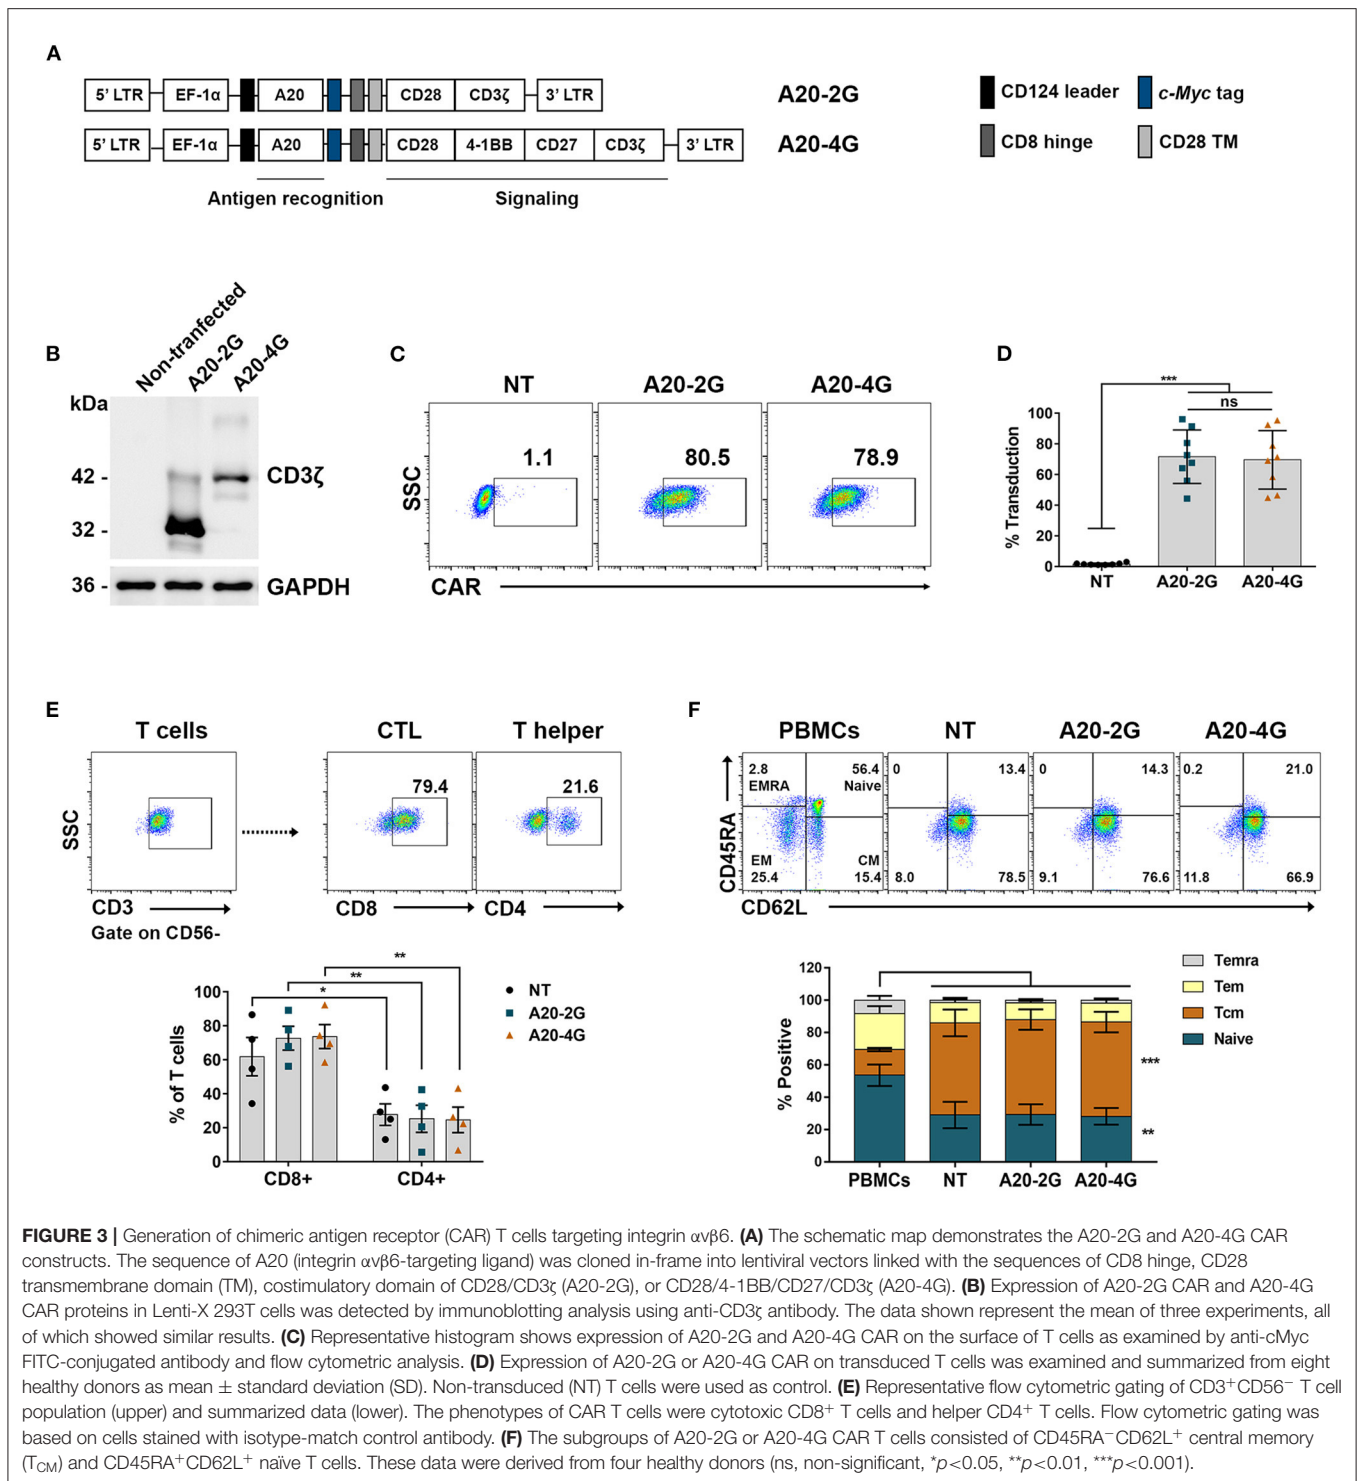 A
5' LTR EF-1α A20 CD28 CD3ζ 3' LTR A20-2G
5' LTR EF-1α A20 CD28 4-1BB CD27 CD3ζ 3' LTR A20-4G
CD124 leader c-Myc tag
CD8 hinge CD28 TM
Antigen recognition Signaling
B
Non-tranfected
A20-2G
A20-4G
kDa
42 - CD3ζ
32 -
36 - GAPDH
C
NT A20-2G A20-4G
1.1 80.5 78.9
SSC
CAR
D
***
ns
% Transduction
100
80
60
40
20
0
NT A20-2G A20-4G
E
T cells CTL T helper
79.4 21.6
SSC
CD3 CD8 CD4
Gate on CD56-
** 
**
*
NT
A20-2G
A20-4G
% of T cells
100
80
60
40
20
0
CD8+ CD4+
F
PBMCs NT A20-2G A20-4G
2.8 56.4 0 13.4 0 14.3 0.2 21.0
EMRA Naive
CD45RA
EM CM
25.4 15.4 8.0 78.5 9.1 76.6 11.8 66.9
CD62L
Temra
Tem
Tcm
Naive
% Positive
120
100
80
60
40
20
0
***
**
PBMCs NT A20-2G A20-4G
FIGURE 3 | Generation of chimeric antigen receptor (CAR) T cells targeting integrin αvβ6. (A) The schematic map demonstrates the A20-2G and A20-4G CAR
constructs. The sequence of A20 (integrin αvβ6-targeting ligand) was cloned in-frame into lentiviral vectors linked with the sequences of CD8 hinge, CD28
transmembrane domain (TM), costimulatory domain of CD28/CD3ζ (A20-2G), or CD28/4-1BB/CD27/CD3ζ (A20-4G). (B) Expression of A20-2G CAR and A20-4G
CAR proteins in Lenti-X 293T cells was detected by immunoblotting analysis using anti-CD3ζ antibody. The data shown represent the mean of three experiments, all
of which showed similar results. (C) Representative histogram shows expression of A20-2G and A20-4G CAR on the surface of T cells as examined by anti-cMyc
FITC-conjugated antibody and flow cytometric analysis. (D) Expression of A20-2G or A20-4G CAR on transduced T cells was examined and summarized from eight
healthy donors as mean ± standard deviation (SD). Non-transduced (NT) T cells were used as control. (E) Representative flow cytometric gating of CD3⁺CD56⁻ T cell
population (upper) and summarized data (lower). The phenotypes of CAR T cells were cytotoxic CD8⁺ T cells and helper CD4⁺ T cells. Flow cytometric gating was
based on cells stained with isotype-match control antibody. (F) The subgroups of A20-2G or A20-4G CAR T cells consisted of CD45RA⁻CD62L⁺ central memory
(TCM) and CD45RA⁺CD62L⁺ naïve T cells. These data were derived from four healthy donors (ns, non-significant, *p<0.05, **p<0.01, ***p<0.001).